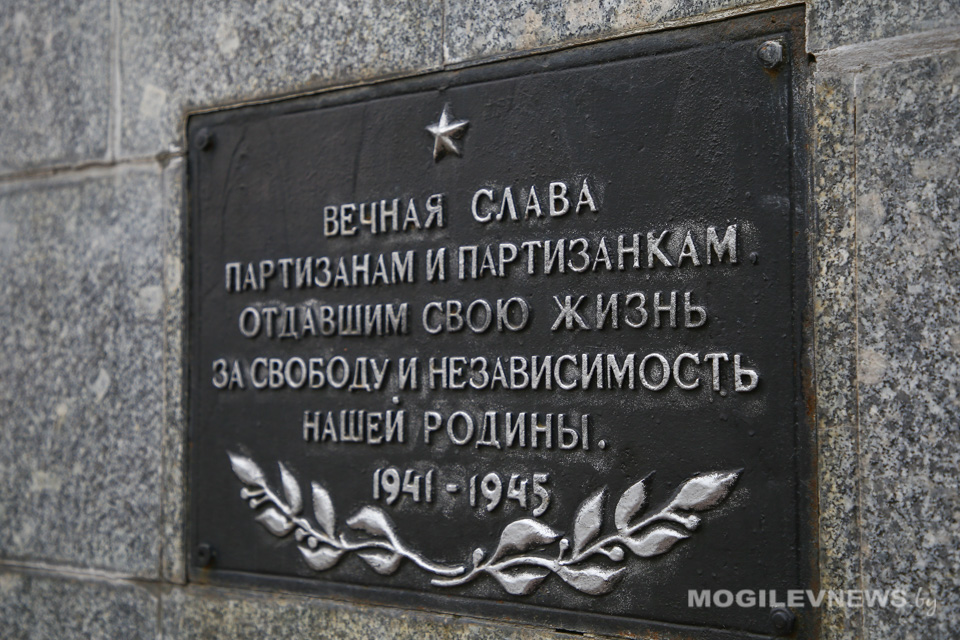 ВЕЧНАЯ СЛАВА
ПАРТИЗАНАМ И ПАРТИЗАНКАМ,
ОТДАВШИМ СВОЮ ЖИЗНЬ
ЗА СВОБОДУ И НЕЗАВИСИМОСТЬ
НАШЕЙ РОДИНЫ.
1941-1945
MOGILEVNEWS.by